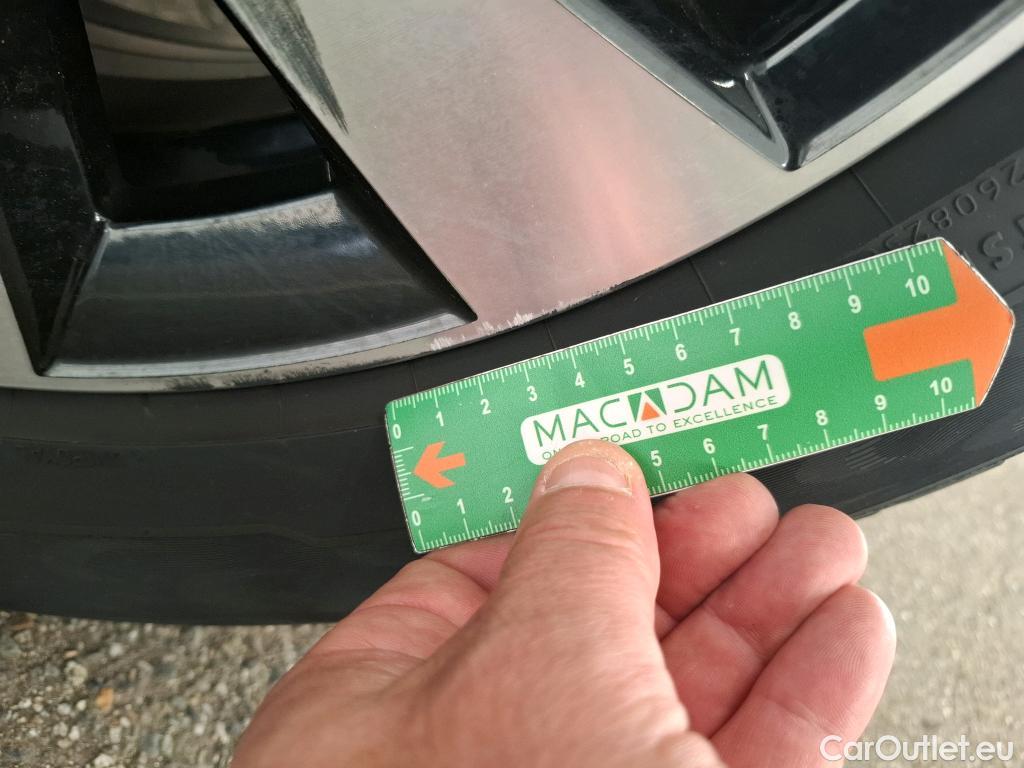 260823
S
0 1 2 3 4 5 6 7 8 9 10
MACADAM
ON ROAD TO EXCELLENCE
0 1 2 5 6 7 8 9 10
CarOutlet.eu